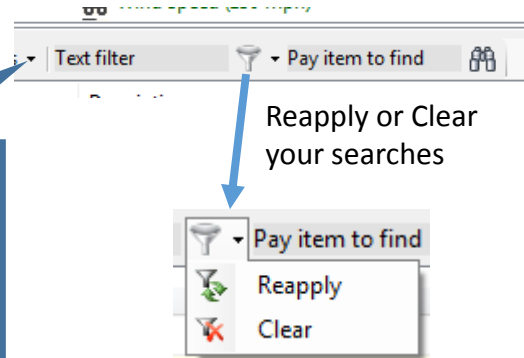 Text filter Pay item to find
Reapply or Clear
your searches
Pay item to find
Reapply
Clear